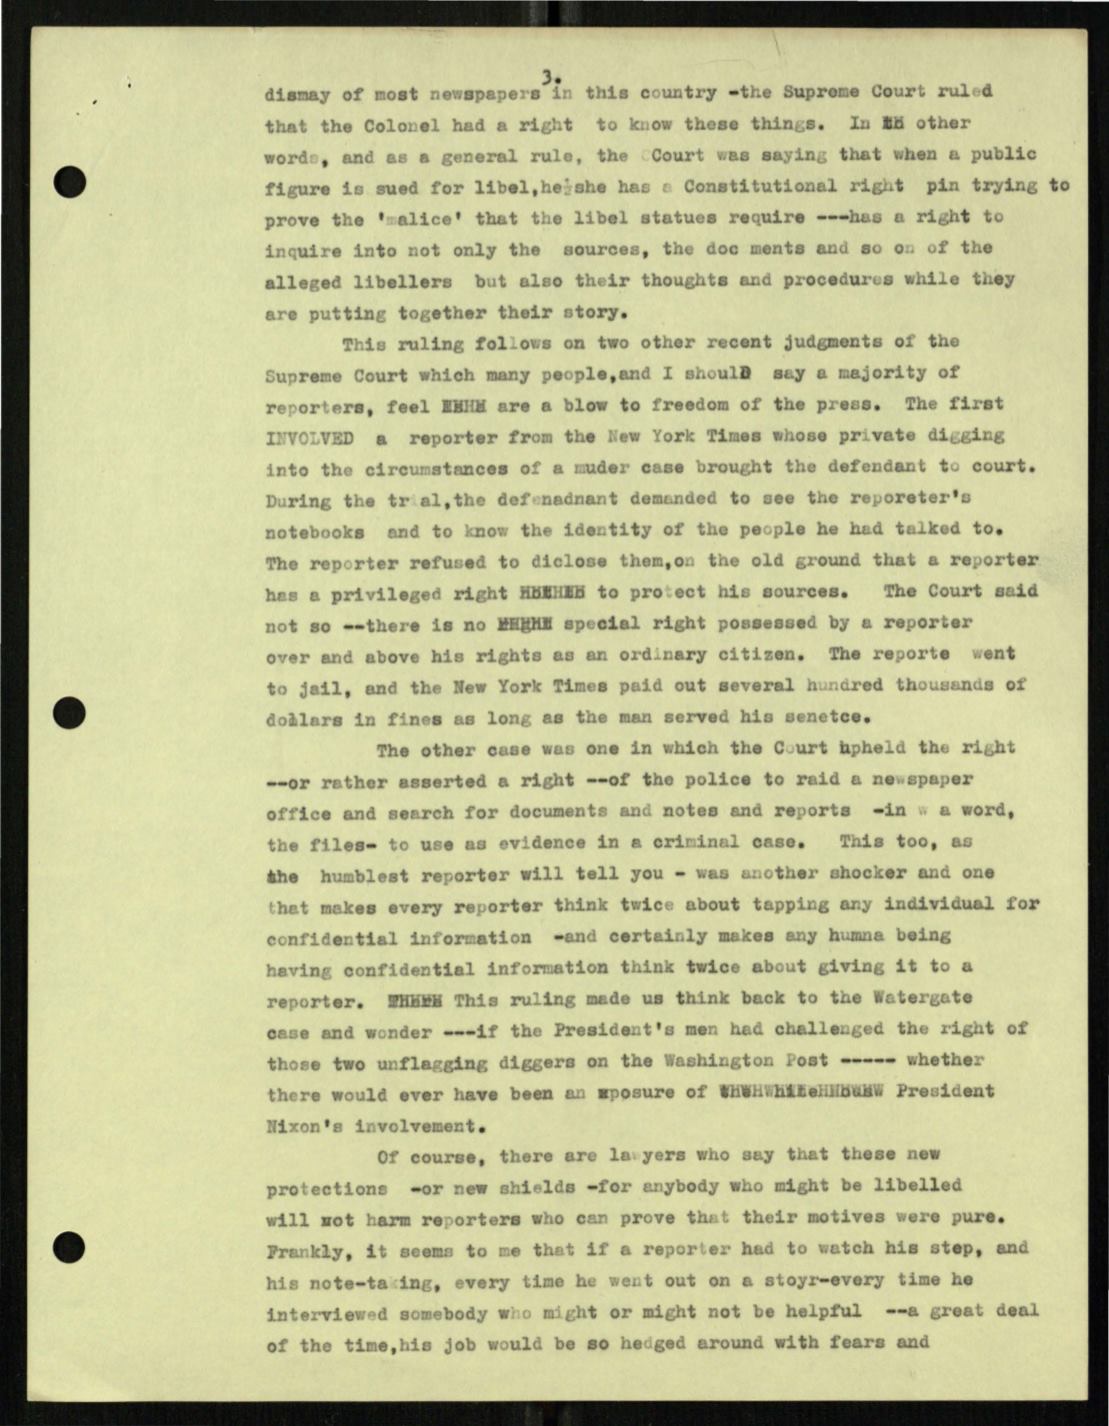 3.
dismay of most newspapers in this country -the Supreme Court ruled
that the Colonel had a right to know these things. In other
words, and as a general rule, the Court was saying that when a public
figure is sued for libel,he/she has a Constitutional right pin trying to
prove the 'malice' that the libel statues require ---has a right to
inquire into not only the sources, the doc ments and so on of the
alleged libellers but also their thoughts and procedures while they
are putting together their story.
This ruling follows on two other recent judgments of the
Supreme Court which many people,and I shoulD say a majority of
reporters, feel are a blow to freedom of the press. The first
INVOLVED a reporter from the New York Times whose private digging
into the circumstances of a muder case brought the defendant to court.
During the tr al,the defenadnant demanded to see the reporeter's
notebooks and to know the identity of the people he had talked to.
The reporter refused to diclose them,on the old ground that a reporter
has a privileged right to protect his sources. The Court said
not so --there is no special right possessed by a reporter
over and above his rights as an ordinary citizen. The reporte went
to jail, and the New York Times paid out several hundred thousands of
dollars in fines as long as the man served his senetce.
The other case was one in which the Court upheld the right
--or rather asserted a right --of the police to raid a newspaper
office and search for documents and notes and reports -in w a word,
the files- to use as evidence in a criminal case. This too, as
the humblest reporter will tell you - was another shocker and one
that makes every reporter think twice about tapping any individual for
confidential information -and certainly makes any humna being
having confidential information think twice about giving it to a
reporter. This ruling made us think back to the Watergate
case and wonder ---if the President's men had challenged the right of
those two unflagging diggers on the Washington Post ----- whether
there would ever have been an xposure of President
Nixon's involvement.
Of course, there are lawyers who say that these new
protections -or new shields -for anybody who might be libelled
will not harm reporters who can prove that their motives were pure.
Frankly, it seems to me that if a reporter had to watch his step, and
his note-taking, every time he went out on a stoyr-every time he
interviewed somebody who might or might not be helpful --a great deal
of the time,his job would be so hedged around with fears and